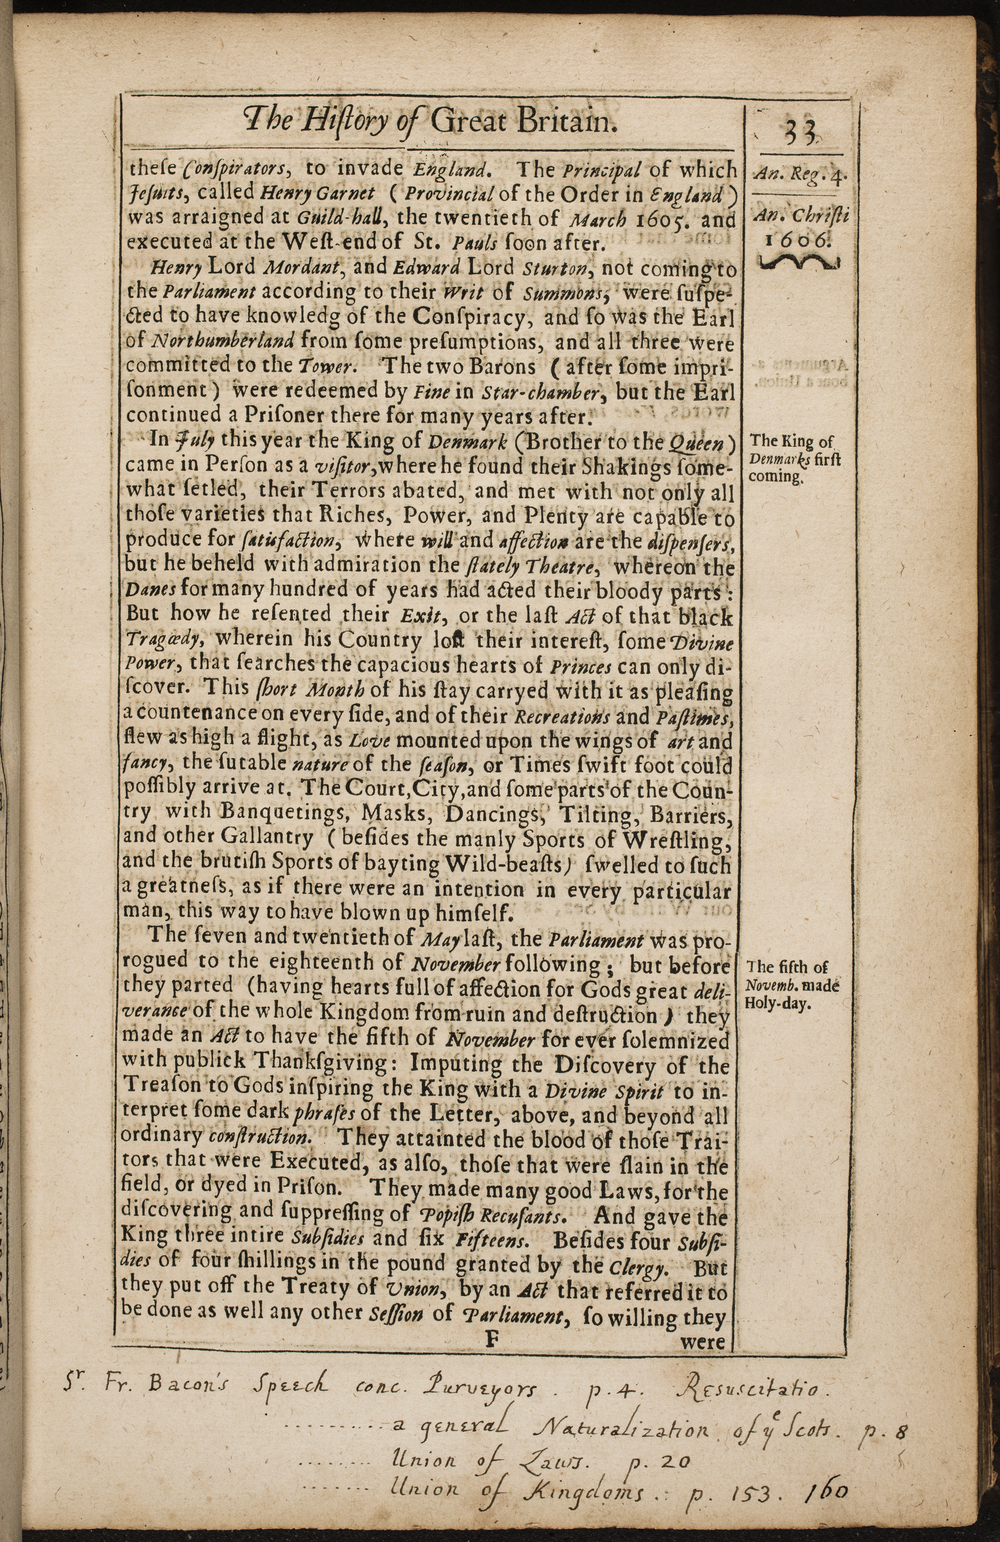 The Hiſtory of Great Britain.
33
theſe Conſpirators, to invade England. The Principal of which
Jeſuits, called Henry Garnet ( Provincial of the Order in England )
was arraigned at Guild-hall, the twentieth of March 1605. and
executed at the Weſt-end of St. Pauls ſoon after.
An. Reg. 4.
An. Chriſti
1606.
Henry Lord Mordant, and Edward Lord Sturton, not coming to
the Parliament according to their Writ of Summons, were ſuſpe-
cted to have knowledg of the Conſpiracy, and ſo was the Earl
of Northumberland from ſome preſumptions, and all three were
committed to the Tower. The two Barons ( after ſome impri-
ſonment ) were redeemed by Fine in Star-chamber, but the Earl
continued a Priſoner there for many years after.
In July this year the King of Denmark (Brother to the Queen )
came in Perſon as a viſitor, where he found their Shakings ſome-
what ſetled, their Terrors abated, and met with not only all
thoſe varieties that Riches, Power, and Plenty are capable to
produce for ſatisfaction, where will and affection are the diſpenſers,
but he beheld with admiration the ſtately Theatre, whereon the
Danes for many hundred of years had acted their bloody parts :
But how he reſented their Exit, or the laſt Act of that black
Tragœdy, wherein his Country loſt their intereſt, ſome Divine
Power, that ſearches the capacious hearts of Princes can only di-
ſcover. This ſhort Month of his ſtay carryed with it as pleaſing
a countenance on every ſide, and of their Recreations and Paſtimes,
flew as high a flight, as Love mounted upon the wings of art and
fancy, the ſutable nature of the ſeaſon, or Times ſwift foot could
poſſibly arrive at. The Court, City, and ſome parts of the Coun-
try with Banquetings, Masks, Dancings, Tilting, Barriers,
and other Gallantry ( beſides the manly Sports of Wreſtling,
and the brutiſh Sports of bayting Wild-beaſts) ſwelled to ſuch
a greatneſs, as if there were an intention in every particular
man, this way to have blown up himſelf.
The King of
Denmarks firſt
coming.
The ſeven and twentieth of May laſt, the Parliament was pro-
rogued to the eighteenth of November following ; but before
they parted (having hearts full of affection for Gods great deli-
verance of the whole Kingdom from ruin and deſtruction ) they
made an Act to have the fifth of November for ever ſolemnized
with publick Thankſgiving: Imputing the Diſcovery of the
Treaſon to Gods inſpiring the King with a Divine Spirit to in-
terpret ſome dark phraſes of the Letter, above, and beyond all
ordinary conſtruction. They attainted the blood of thoſe Trai-
tors that were Executed, as alſo, thoſe that were ſlain in the
field, or dyed in Priſon. They made many good Laws, for the
diſcovering and ſuppreſſing of Popiſh Recuſants. And gave the
King three intire Subſidies and ſix Fifteens. Beſides four Subſi-
dies of four ſhillings in the pound granted by the Clergy. But
they put off the Treaty of Union, by an Act that referred it to
be done as well any other Seſſion of Parliament, ſo willing they
The fifth of
Novemb. made
Holy-day.
F
were
Sr. Fr. Bacon's Speech conc. Purveyors. p. 4. Resuscitatio.
.......... a general Naturalization of ye Scots. p. 8
........ Union of Laws. p. 20
....... Union of Kingdoms. : p. 153. 160